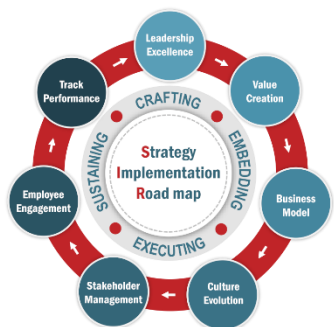 Leadership
Excellence
Value
Creation
Business
Model
Culture
Evolution
Stakeholder
Management
Employee
Engagement
Track
Performance
CRAFTING
EMBEDDING
EXECUTING
SUSTAINING
Strategy
Implementation
Road map